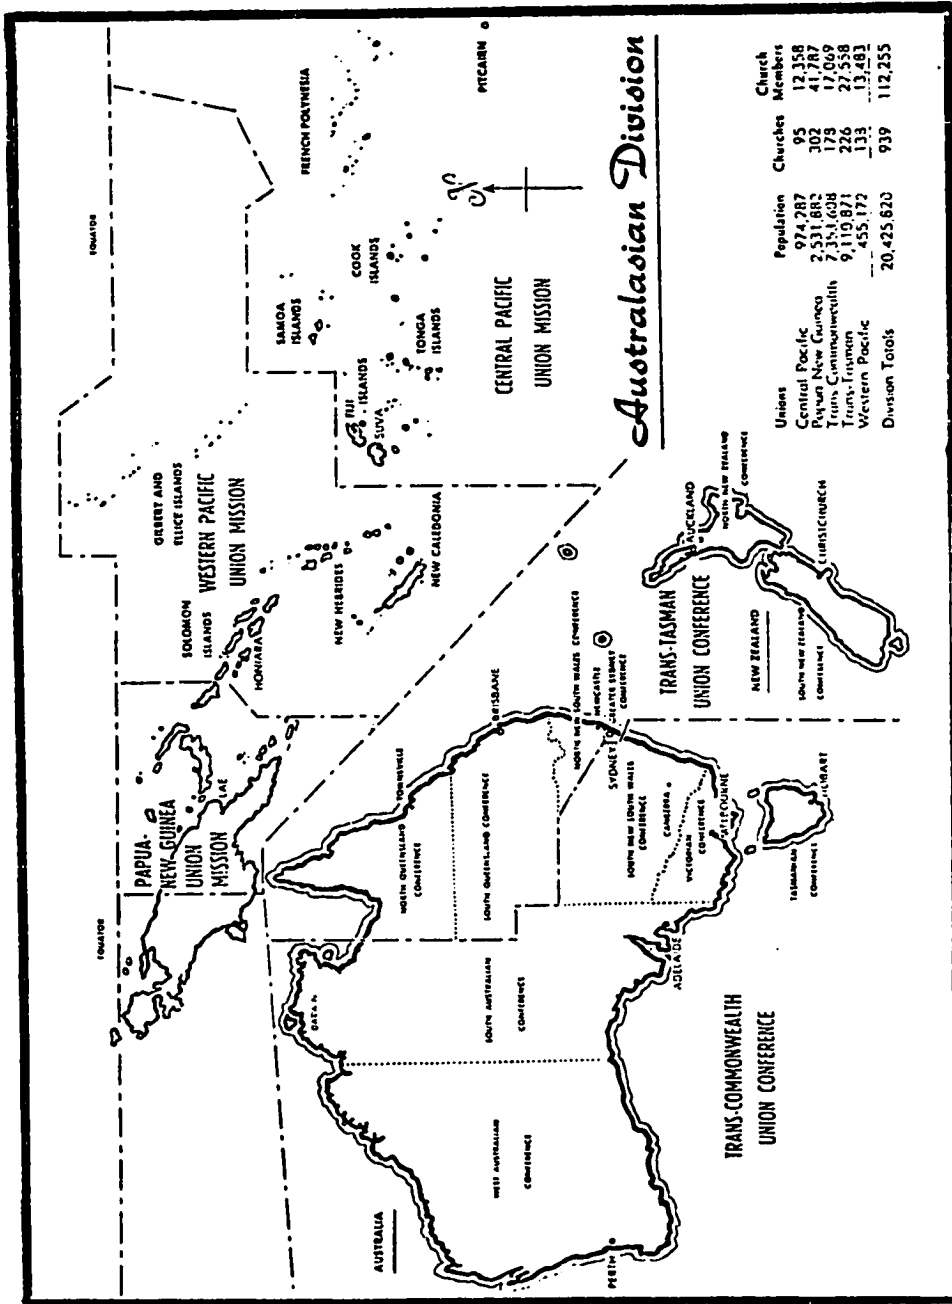 EQUATOR
EQUATOR
GILBERT AND
ELLICE ISLANDS
WESTERN PACIFIC
UNION MISSION
SOLOMON
ISLANDS
HONIARA
PAPUA-
NEW GUINEA
UNION
MISSION
LAE
NEW HEBRIDES
NEW CALEDONIA
SAMOA
ISLANDS
FIJI
ISLANDS
SUVA
TONGA
ISLANDS
COOK
ISLANDS
FRENCH POLYNESIA
PITCAIRN
CENTRAL PACIFIC
UNION MISSION
AUSTRALIA
WEST AUSTRALIAN
CONFERENCE
PERTH
SOUTH AUSTRALIAN
CONFERENCE
ADELAIDE
NORTH QUEENSLAND
CONFERENCE
TOWNSVILLE
SOUTH QUEENSLAND CONFERENCE
BRISBANE
NORTH NEW SOUTH WALES CONFERENCE
NEWCASTLE
SYDNEY
GREATER SYDNEY
CONFERENCE
SOUTH NEW SOUTH WALES
CONFERENCE
CANBERRA
VICTORIAN
CONFERENCE
MELBOURNE
TASMANIAN
CONFERENCE
HOBART
TRANS-COMMONWEALTH
UNION CONFERENCE
TRANS-TASMAN
UNION CONFERENCE
NEW ZEALAND
AUCKLAND
NORTH NEW ZEALAND
CONFERENCE
SOUTH NEW ZEALAND
CONFERENCE
CHRISTCHURCH
Australasian Division
Unions Population Churches Church Members
Central Pacific 974,287 95 12,358
Papua New Guinea 2,531,882 302 41,787
Trans Commonwealth 178 17,069
Trans-Tasman 9,110,871 226 27,558
Western Pacific 455,172 138 13,483
Division Totals 20,425,820 939 112,255